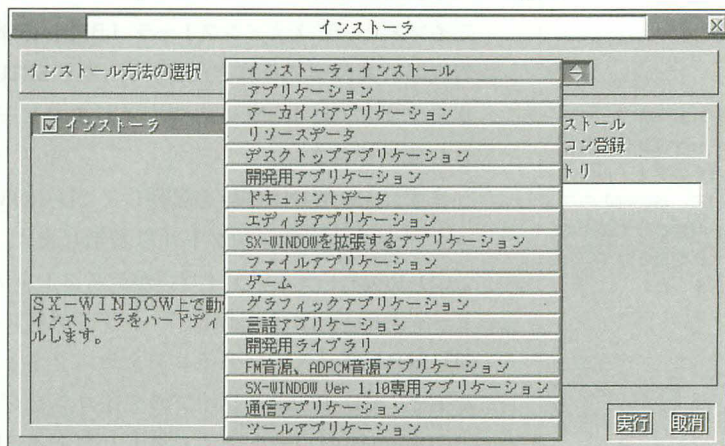 インストーラ
インストール方法の選択
インストーラ・インストール
アプリケーション
アーカイバアプリケーション
リソースデータ
デスクトップアプリケーション
開発用アプリケーション
ドキュメントデータ
エディタアプリケーション
SX-WINDOWを拡張するアプリケーション
ファイルアプリケーション
ゲーム
グラフィックアプリケーション
言語アプリケーション
開発用ライブラリ
FM音源、ADPCM音源アプリケーション
SX-WINDOW Ver 1.10専用アプリケーション
通信アプリケーション
ツールアプリケーション
インストーラ
ストール
コン登録
トリ
SX-WINDOW上で動
インストーラをハードディ
ルします。
実行 取消